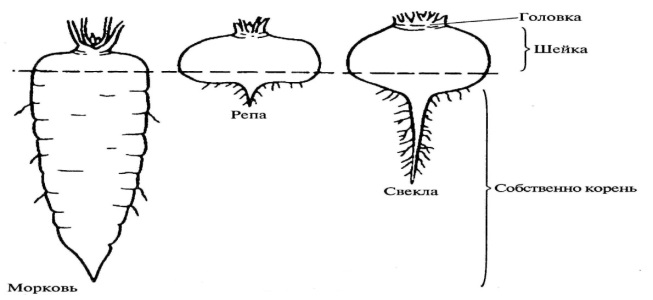 Головка
Шейка
Репа
Свекла
Собственно корень
Морковь